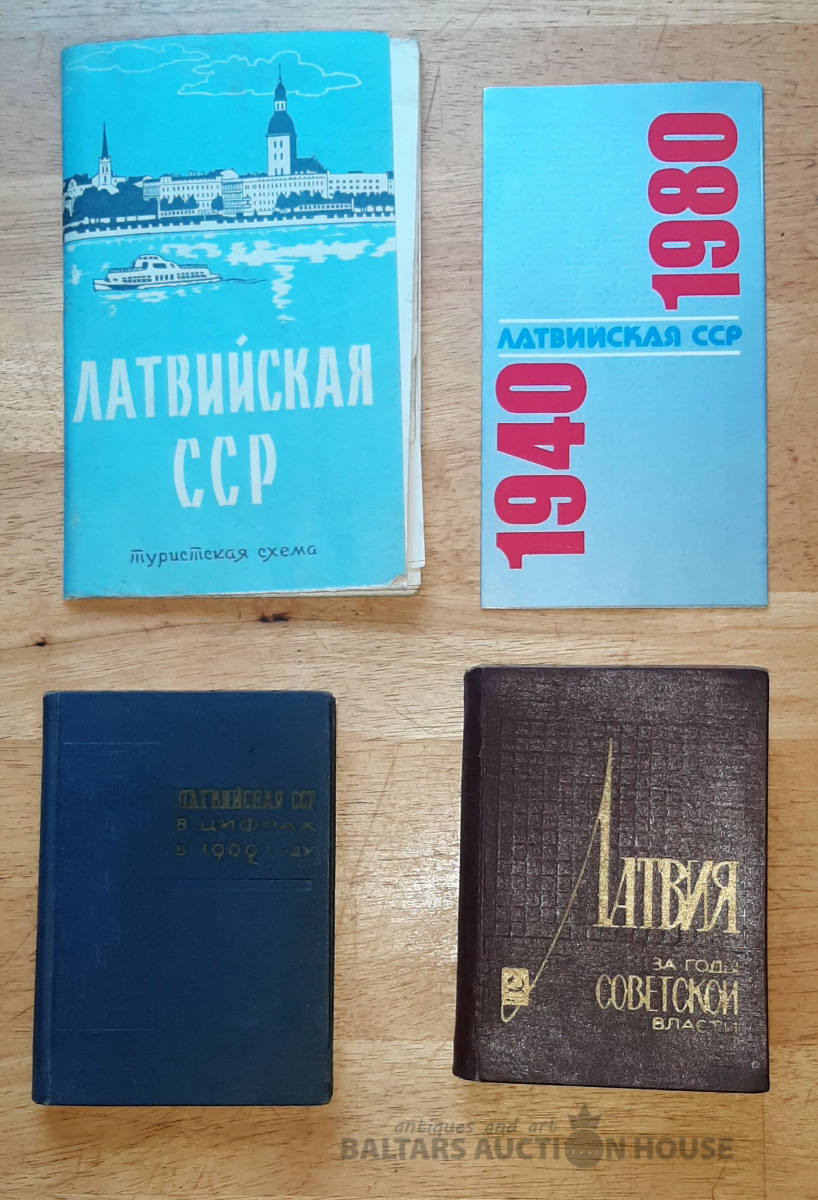 ЛАТВИЙСКАЯ
ССР
туристская схема
1980
ЛАТВИЙСКАЯ ССР
1940
ЛАТВИЙСКАЯ ССР
В ЦИФРАХ
В 1962 ГОДУ
ЛАТВИЯ
ЗА ГОДЫ
СОВЕТСКОЙ
ВЛАСТИ
antiques and art
BALTARS AUCTION HOUSE